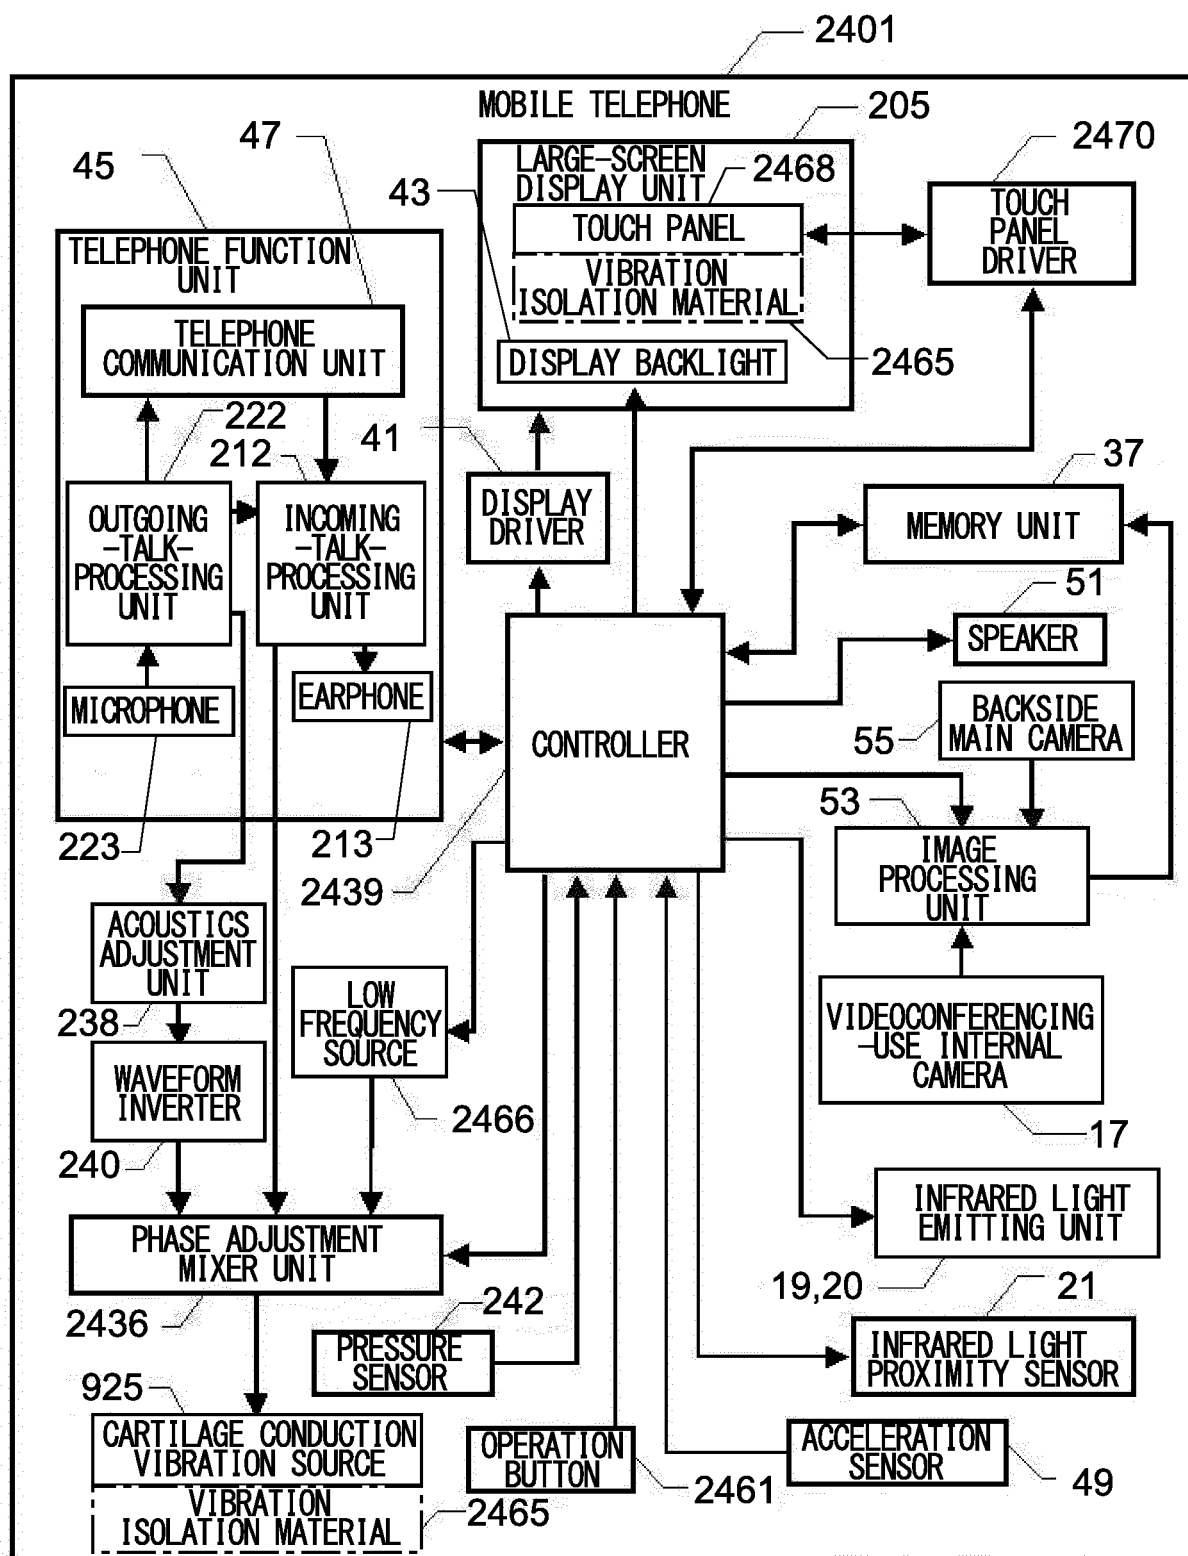 2401
MOBILE TELEPHONE
205
2470
47
45
LARGE-SCREEN
DISPLAY UNIT
2468
43
TOUCH PANEL
TOUCH
PANEL
DRIVER
TELEPHONE FUNCTION
UNIT
VIBRATION
ISOLATION MATERIAL
TELEPHONE
COMMUNICATION UNIT
DISPLAY BACKLIGHT
2465
222
212
41
37
OUTGOING
-TALK-
PROCESSING
UNIT
INCOMING
-TALK-
PROCESSING
UNIT
DISPLAY
DRIVER
MEMORY UNIT
51
SPEAKER
MICROPHONE
EARPHONE
CONTROLLER
BACKSIDE
MAIN CAMERA
55
53
223
213
2439
IMAGE
PROCESSING
UNIT
ACOUSTICS
ADJUSTMENT
UNIT
238
LOW
FREQUENCY
SOURCE
VIDEOCONFERENCING
-USE INTERNAL
CAMERA
WAVEFORM
INVERTER
2466
17
240
INFRARED LIGHT
EMITTING UNIT
PHASE ADJUSTMENT
MIXER UNIT
19,20
21
2436
242
PRESSURE
SENSOR
INFRARED LIGHT
PROXIMITY SENSOR
925
CARTILAGE CONDUCTION
VIBRATION SOURCE
OPERATION
BUTTON
2461
ACCELERATION
SENSOR
49
VIBRATION
ISOLATION MATERIAL
2465